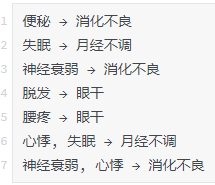 1 便秘 → 消化不良
2 失眠 → 月经不调
3 神经衰弱 → 消化不良
4 脱发 → 眼干
5 腰疼 → 眼干
6 心悸, 失眠 → 月经不调
7 神经衰弱, 心悸 → 消化不良